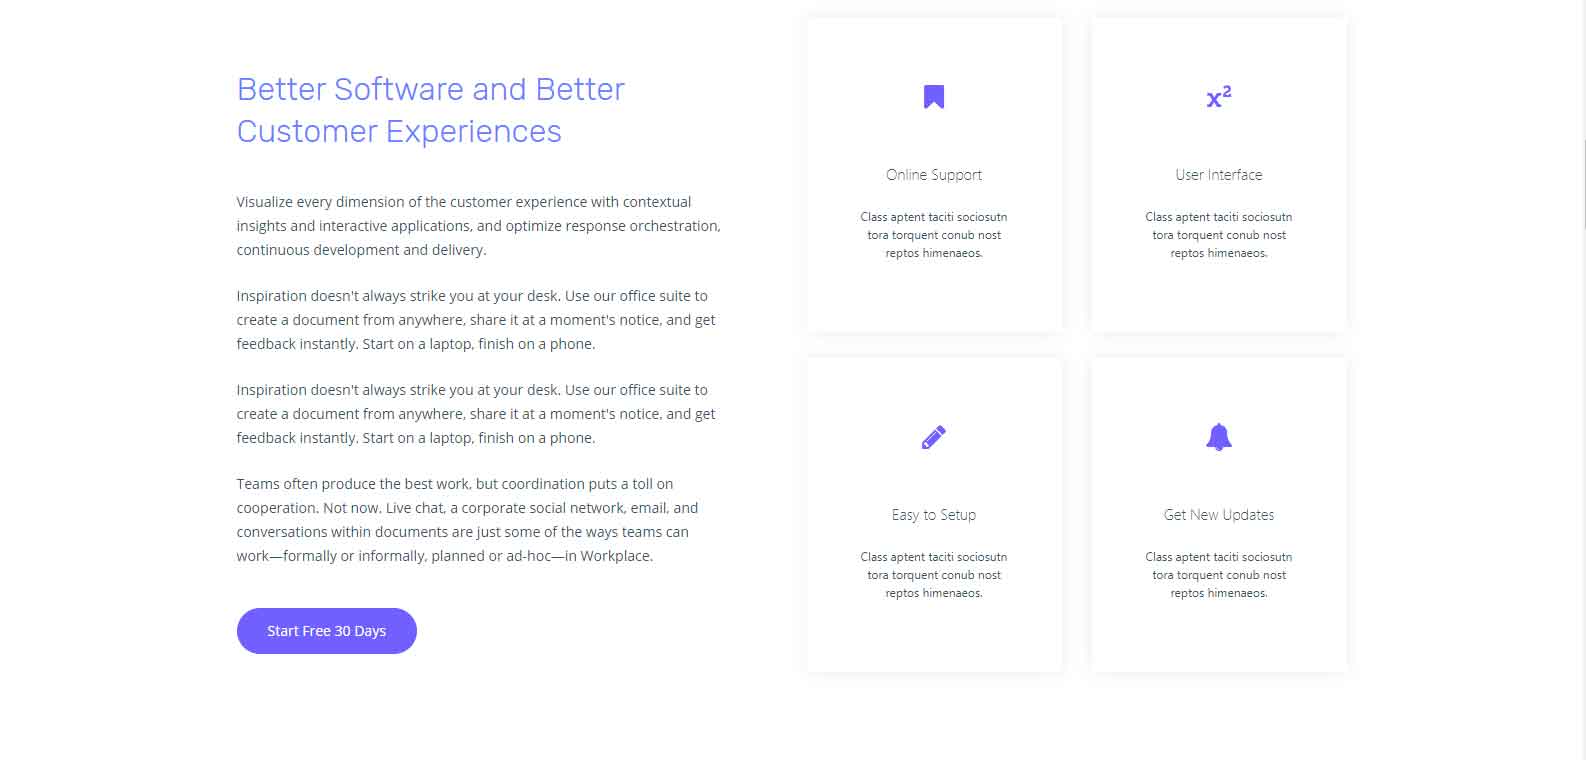 Better Software and Better
Customer Experiences
Visualize every dimension of the customer experience with contextual
insights and interactive applications, and optimize response orchestration,
continuous development and delivery.
Inspiration doesn't always strike you at your desk. Use our office suite to
create a document from anywhere, share it at a moment's notice, and get
feedback instantly. Start on a laptop, finish on a phone.
Inspiration doesn't always strike you at your desk. Use our office suite to
create a document from anywhere, share it at a moment's notice, and get
feedback instantly. Start on a laptop, finish on a phone.
Teams often produce the best work, but coordination puts a toll on
cooperation. Not now. Live chat, a corporate social network, email, and
conversations within documents are just some of the ways teams can
work—formally or informally, planned or ad-hoc—in Workplace.
Start Free 30 Days
Online Support
Class aptent taciti sociosutn
tora torquent conub nost
reptos himenaeos.
x²
User Interface
Class aptent taciti sociosutn
tora torquent conub nost
reptos himenaeos.
Easy to Setup
Class aptent taciti sociosutn
tora torquent conub nost
reptos himenaeos.
Get New Updates
Class aptent taciti sociosutn
tora torquent conub nost
reptos himenaeos.